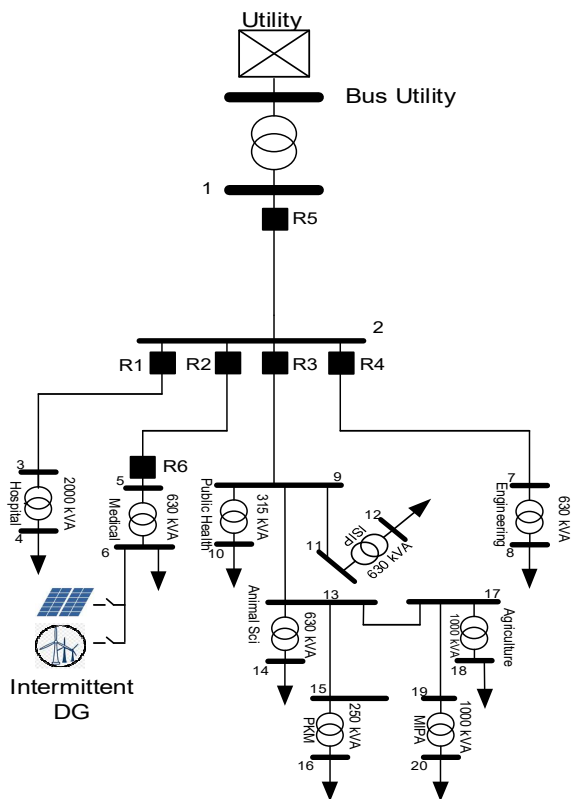 Utility
Bus Utility
1
R5
2
R1
R2
R3
R4
R6
3
2000 kVA
Hospital
4
5
630 kVA
Medical
6
Intermittent
DG
9
Public Health
315 kVA
10
11
12
ISIP
630 kVA
7
Engineering
630 kVA
8
13
Animal Sci
630 kVA
14
15
250 kVA
PKM
16
17
Agriculture
1000 kVA
18
19
1000 kVA
MIPA
20